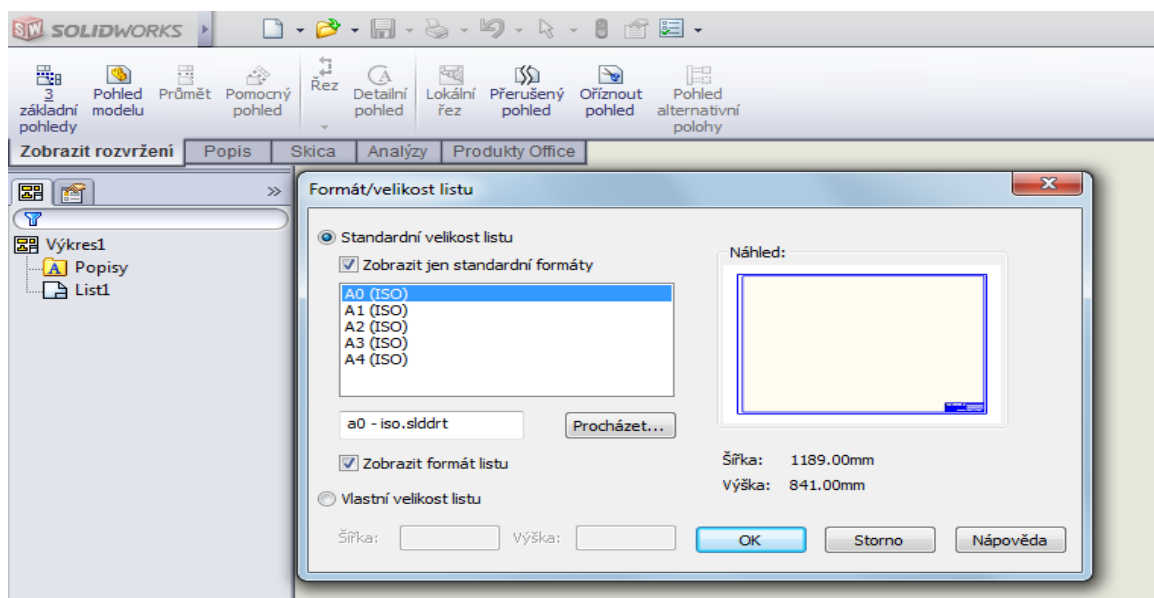 SW SOLIDWORKS
3 základní pohledy
Pohled modelu
Průmět
Pomocný pohled
Řez
Detailní pohled
Lokální řez
Přerušený pohled
Oříznout pohled
Pohled alternativní polohy
Zobrazit rozvržení Popis Skica Analýzy Produkty Office
Výkres1
A Popisy
List1
Formát/velikost listu
Standardní velikost listu
Zobrazit jen standardní formáty
A0 (ISO)
A1 (ISO)
A2 (ISO)
A3 (ISO)
A4 (ISO)
a0 - iso.slddrt
Procházet...
Zobrazit formát listu
Vlastní velikost listu
Šířka: Výška:
Náhled:
Šířka: 1189.00mm
Výška: 841.00mm
OK Storno Nápověda